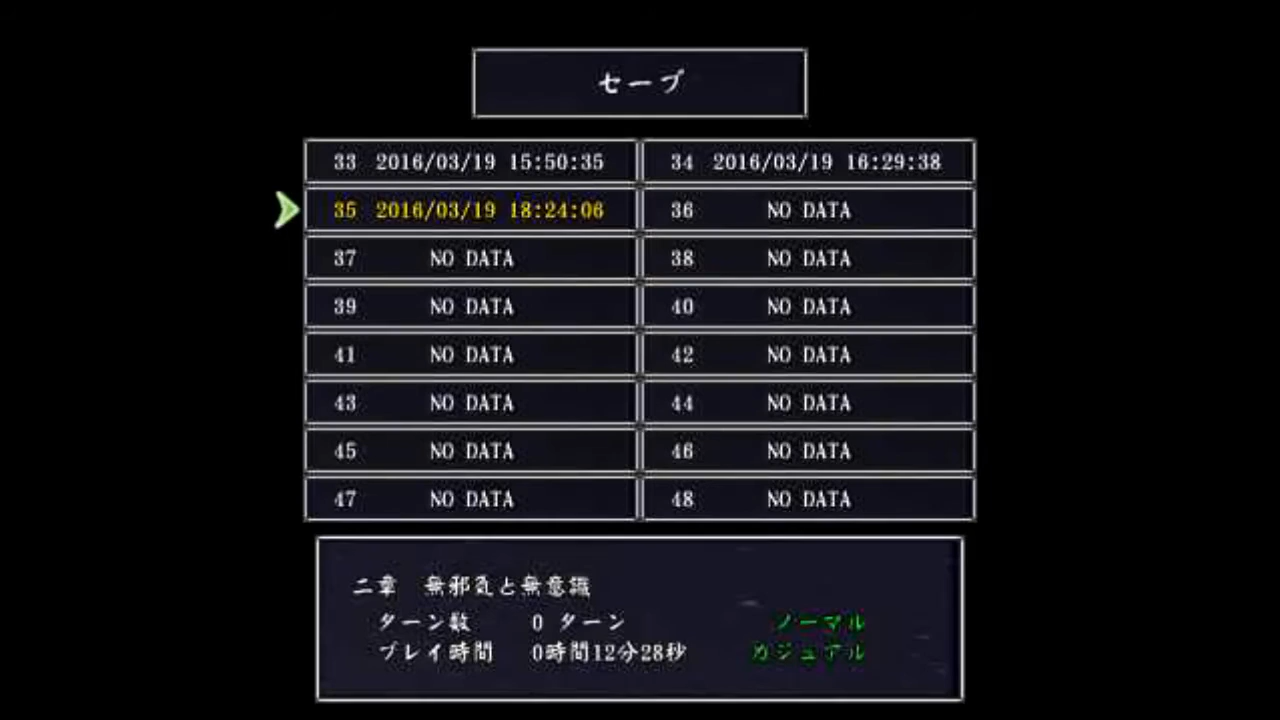 セーブ
33 2016/03/19 15:50:35 34 2016/03/19 16:29:38
35 2016/03/19 18:24:06 36 NO DATA
37 NO DATA 38 NO DATA
39 NO DATA 40 NO DATA
41 NO DATA 42 NO DATA
43 NO DATA 44 NO DATA
45 NO DATA 46 NO DATA
47 NO DATA 48 NO DATA
二章 無邪気と無意識
ターン数 0 ターン ノーマル
プレイ時間 0時間12分28秒 カジュアル